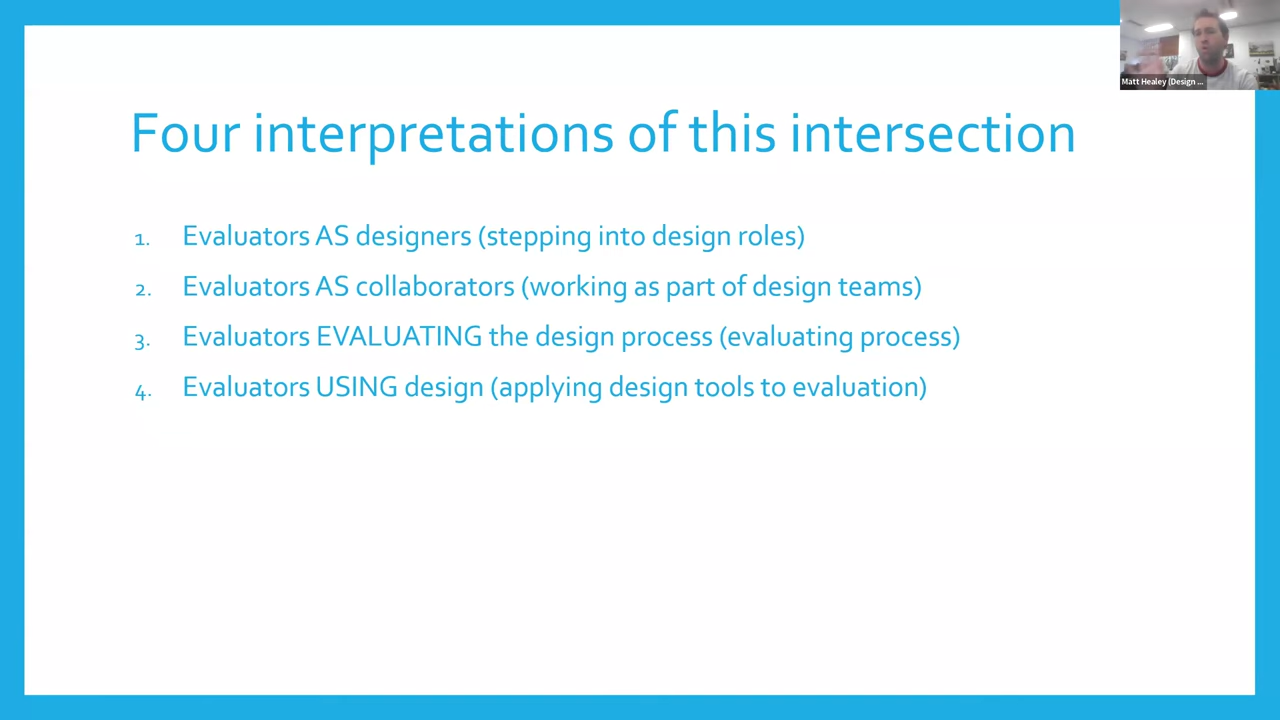 Matt Healey (Design ...
Four interpretations of this intersection
1. Evaluators AS designers (stepping into design roles)
2. Evaluators AS collaborators (working as part of design teams)
3. Evaluators EVALUATING the design process (evaluating process)
4. Evaluators USING design (applying design tools to evaluation)